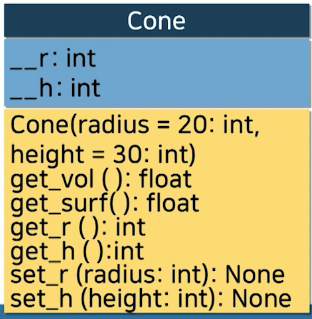 Cone
__r: int
__h: int
Cone(radius = 20: int,
height = 30: int)
get_vol (): float
get_surf(): float
get_r (): int
get_h ():int
set_r (radius: int): None
set_h (height: int): None